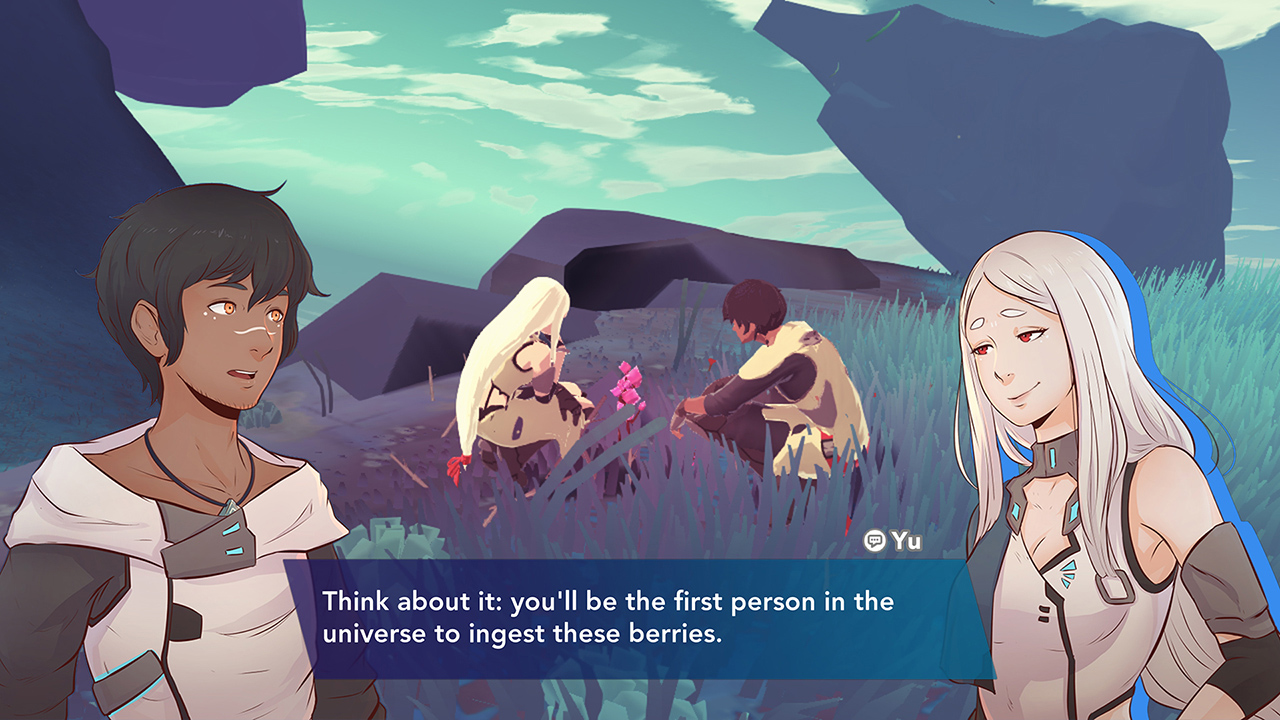 Yu
Think about it: you'll be the first person in the
universe to ingest these berries.